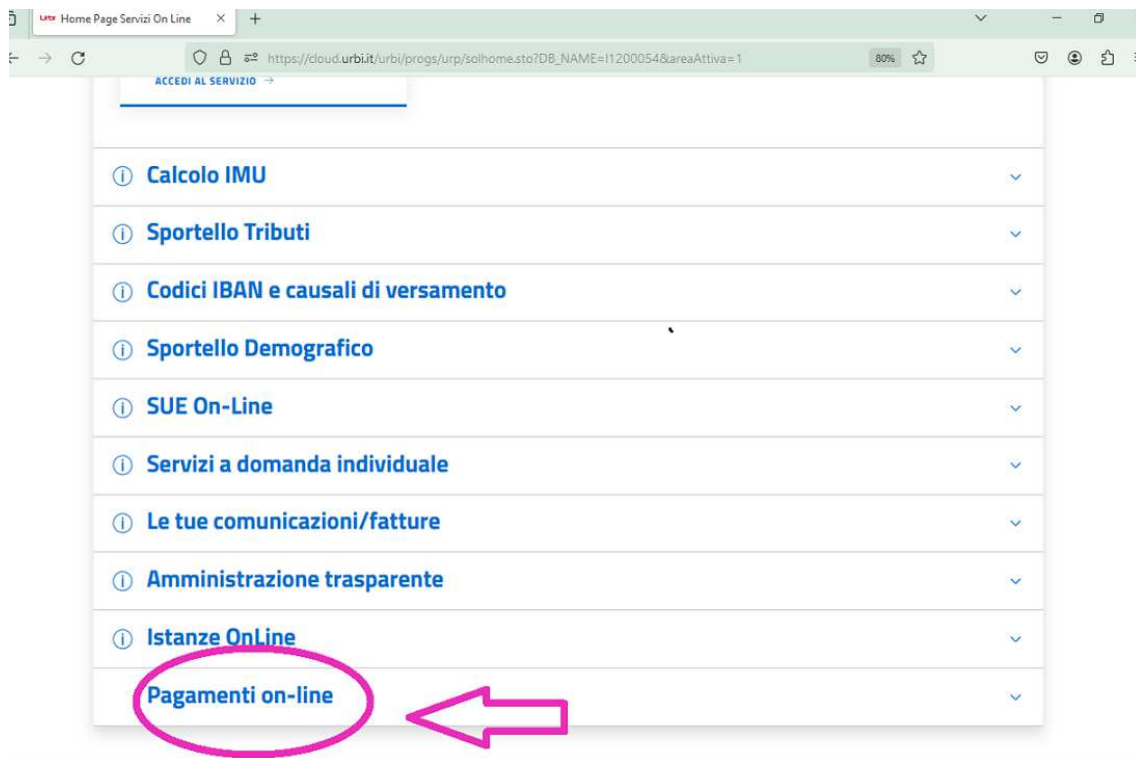 urbi Home Page Servizi On Line
https://cloud.urbi.it/urbi/progs/urp/solhome.sto?DB_NAME=l1200054&areaAttiva=1 80%
ACCEDI AL SERVIZIO →
Calcolo IMU
Sportello Tributi
Codici IBAN e causali di versamento
Sportello Demografico
SUE On-Line
Servizi a domanda individuale
Le tue comunicazioni/fatture
Amministrazione trasparente
Istanze OnLine
Pagamenti on-line